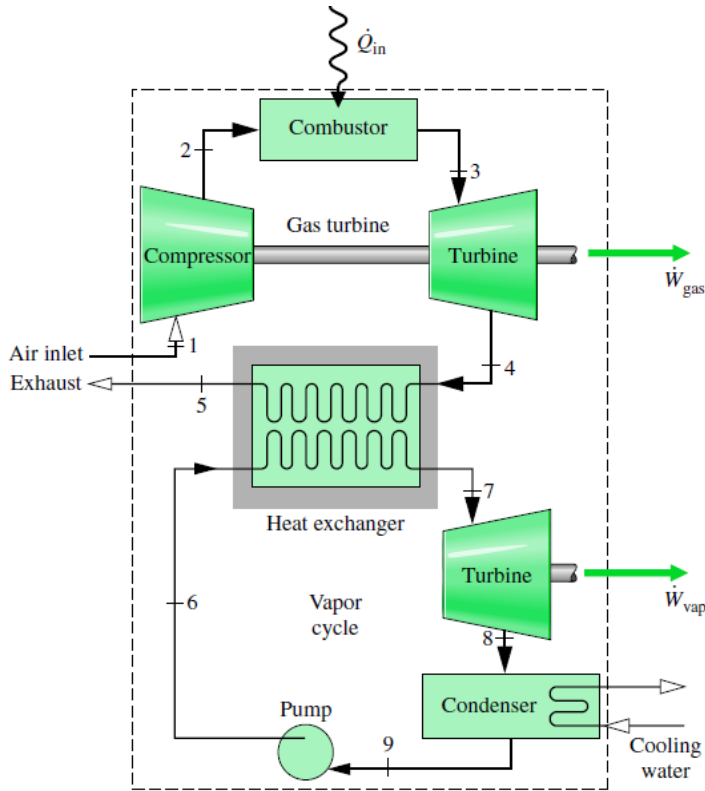 Q̇in
Combustor
2
3
Gas turbine
Compressor
Turbine
Ẇgas
Air inlet
1
4
Exhaust
5
Heat exchanger
7
Turbine
6
Vapor
cycle
Ẇvap
8
Condenser
Pump
9
Cooling
water